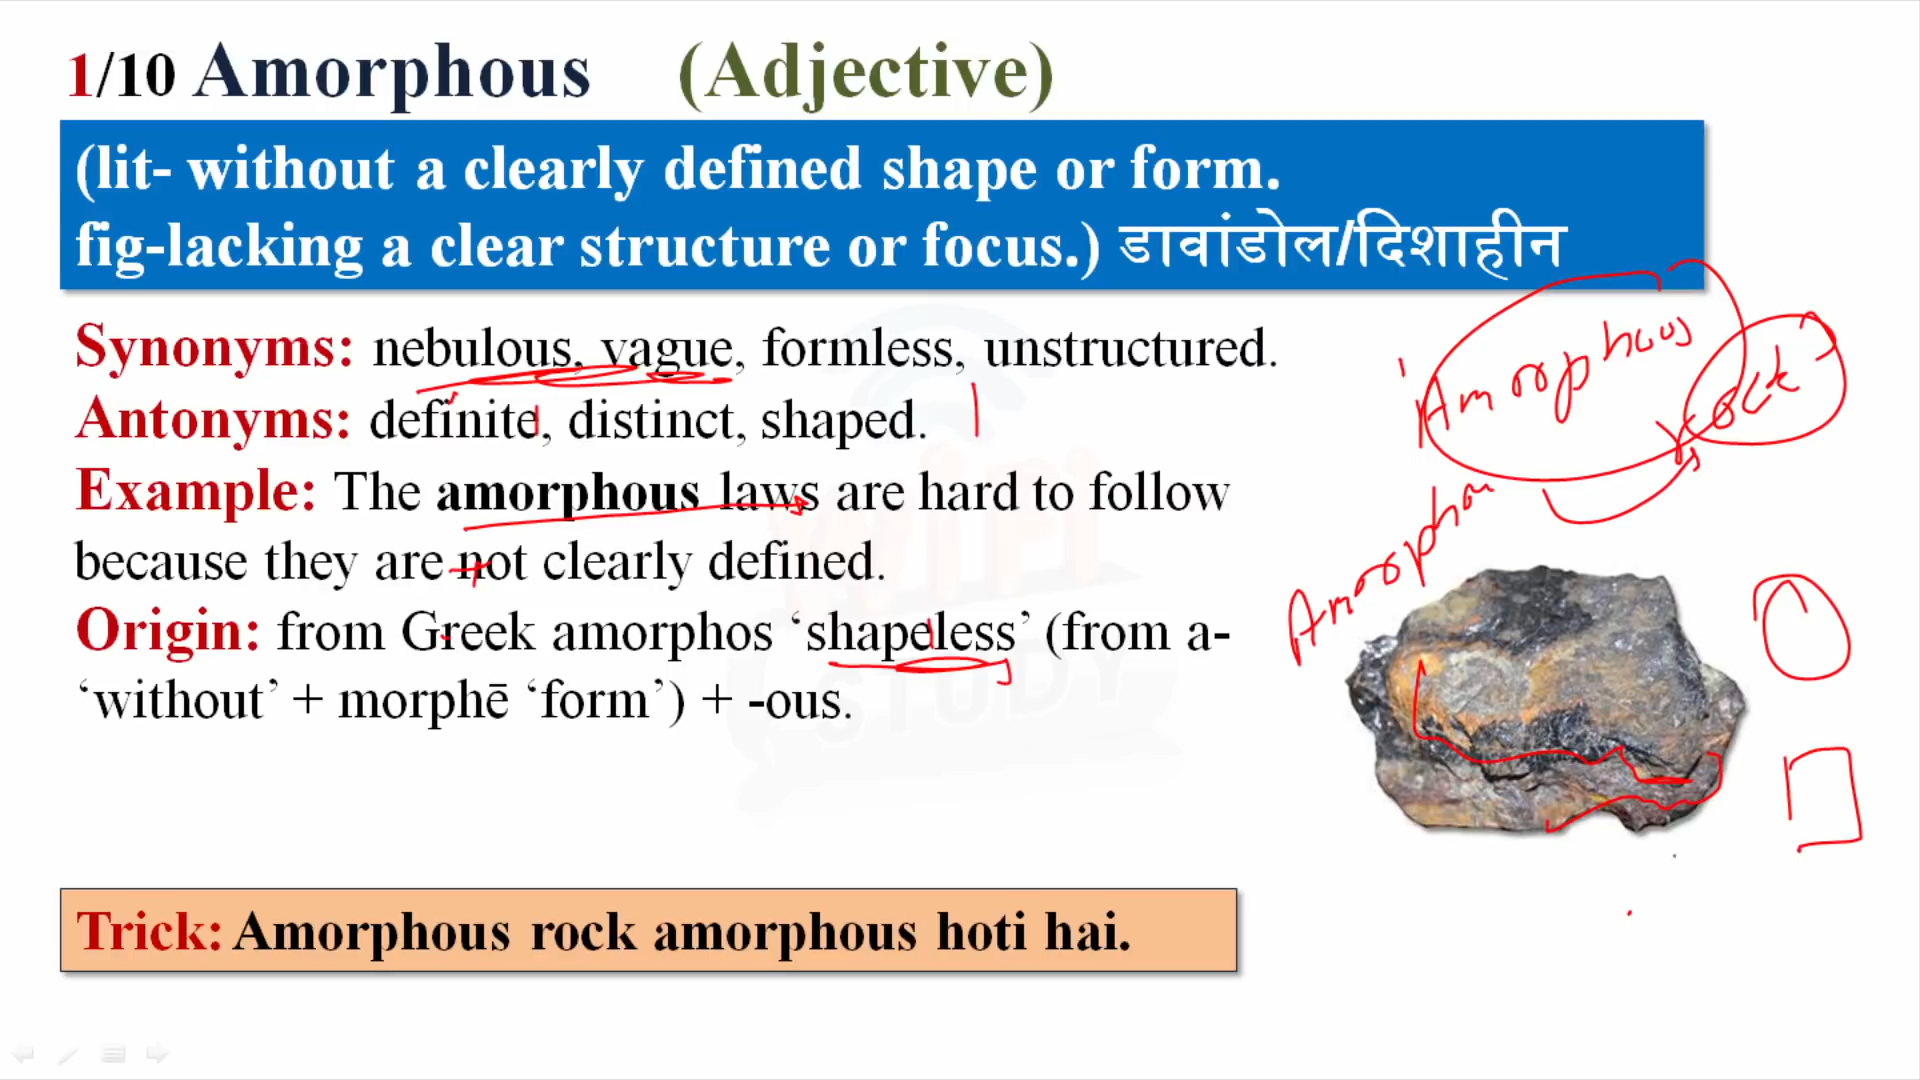 1/10 Amorphous (Adjective)
(lit- without a clearly defined shape or form.
fig-lacking a clear structure or focus.) डावांडोल/दिशाहीन
Synonyms: nebulous, vague, formless, unstructured.
Antonyms: definite, distinct, shaped.
Example: The amorphous laws are hard to follow
because they are not clearly defined.
Origin: from Greek amorphos ‘shapeless’ (from a-
‘without’ + morphē ‘form’) + -ous.
Amorphous
rock
Amorphou
WiFi
STUDY
Trick: Amorphous rock amorphous hoti hai.